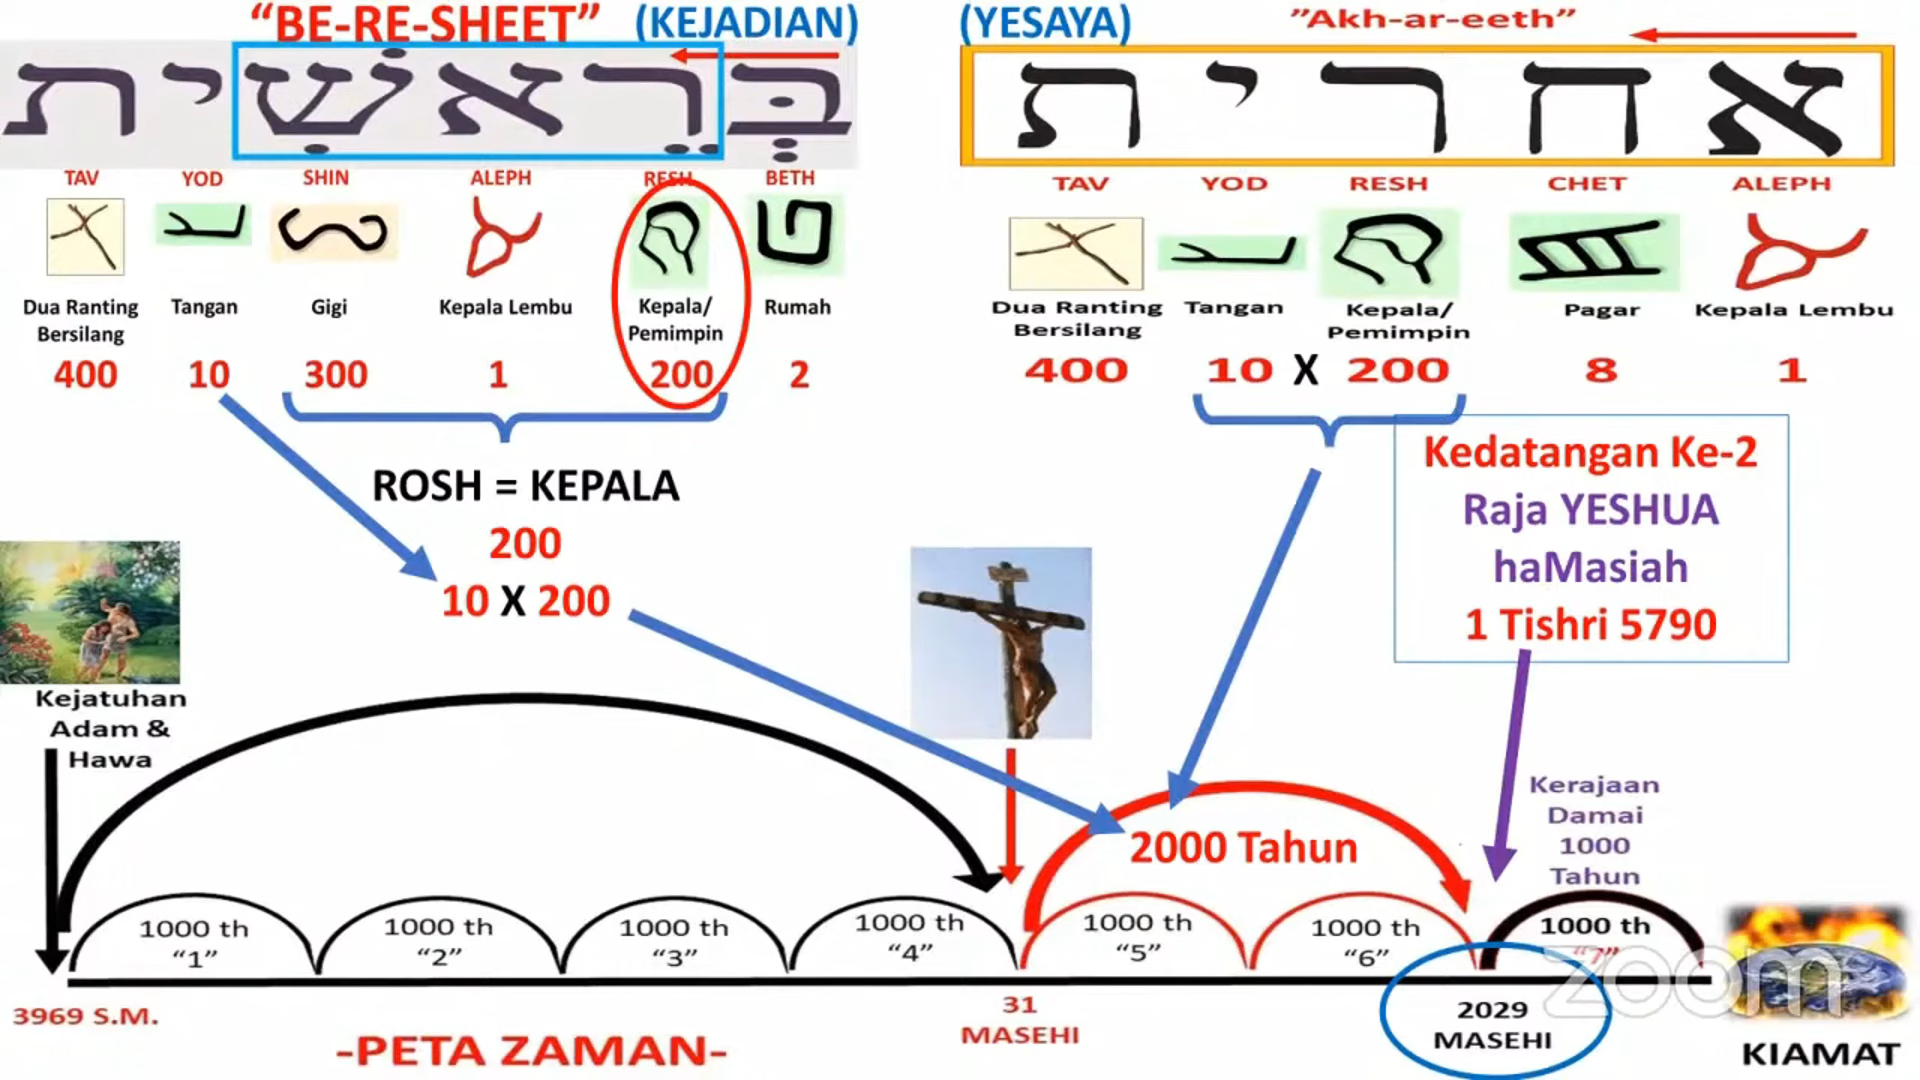 “BE-RE-SHEET” (KEJADIAN)
בְּרֵאשִׁית
TAV YOD SHIN ALEPH RESH BETH
Dua Ranting Bersilang
Tangan
Gigi
Kepala Lembu
Kepala/
Pemimpin
Rumah
400 10 300 1 200 2
ROSH = KEPALA
200
10 X 200
(YESAYA) ”Akh-ar-eeth”
אחרית
TAV YOD RESH CHET ALEPH
Dua Ranting
Bersilang
Tangan
Kepala/
Pemimpin
Pagar
Kepala Lembu
400 10 X 200 8 1
Kedatangan Ke-2
Raja YESHUA
haMasiah
1 Tishri 5790
Kejatuhan
Adam &
Hawa
2000 Tahun
Kerajaan
Damai
1000
Tahun
1000 th
“1”
1000 th
“2”
1000 th
“3”
1000 th
“4”
1000 th
“5”
1000 th
“6”
1000 th
“7”
zoom
3969 S.M.
31
MASEHI
2029
MASEHI
-PETA ZAMAN-
KIAMAT